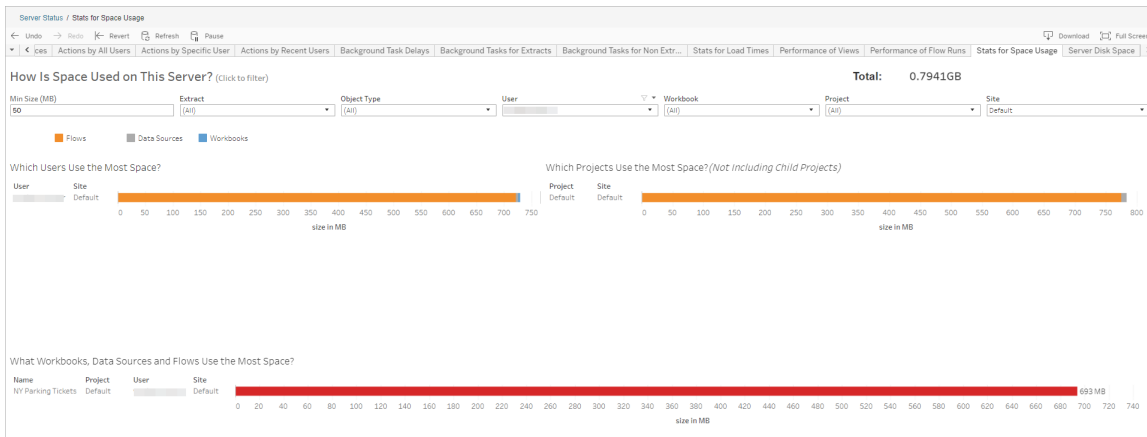 Server Status / Stats for Space Usage
← Undo → Redo ← Revert Refresh Pause Download Full Screen
ces Actions by All Users Actions by Specific User Actions by Recent Users Background Task Delays Background Tasks for Extracts Background Tasks for Non Extr... Stats for Load Times Performance of Views Performance of Flow Runs Stats for Space Usage Server Disk Space
How Is Space Used on This Server? (Click to filter) Total: 0.7941GB
Min Size (MB) Extract Object Type User Workbook Project Site
50 (All) (All) (All) (All) Default
Flows Data Sources Workbooks
Which Users Use the Most Space? Which Projects Use the Most Space?(Not Including Child Projects)
User Site Project Site
Default Default Default
0 50 100 150 200 250 300 350 400 450 500 550 600 650 700 750 0 50 100 150 200 250 300 350 400 450 500 550 600 650 700 750 800
size in MB size in MB
What Workbooks, Data Sources and Flows Use the Most Space?
Name Project User Site
NY Parking Tickets Default Default 693 MB
0 20 40 60 80 100 120 140 160 180 200 220 240 260 280 300 320 340 360 380 400 420 440 460 480 500 520 540 560 580 600 620 640 660 680 700 720 740
size in MB